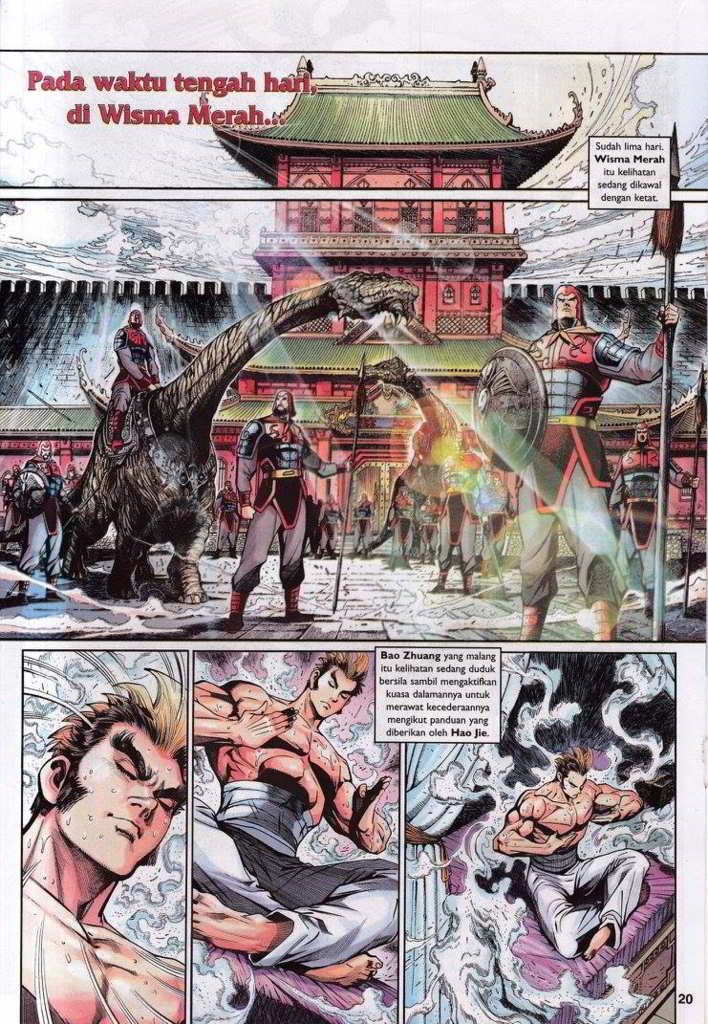 Pada waktu tengah hari,
di Wisma Merah...
Sudah lima hari.
Wisma Merah
itu kelihatan
sedang dikawal
dengan ketat.
Bao Zhuang yang malang
itu kelihatan sedang duduk
bersila sambil mengaktifkan
kuasa dalamannya untuk
merawat kecederaannya
mengikut panduan yang
diberikan oleh Hao Jie.
20